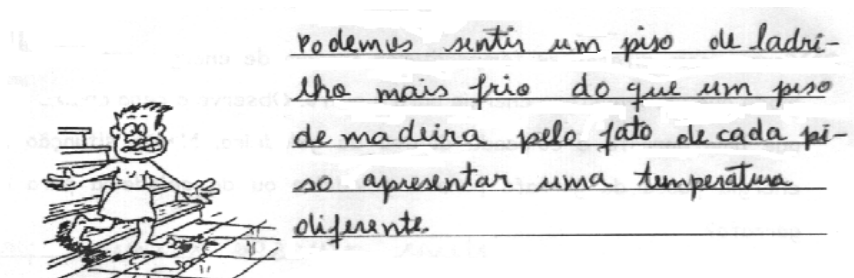 Podemos sentir um piso de ladri-
lho mais frio do que um piso
de madeira pelo fato de cada pi-
so apresentar uma temperatura
diferente.